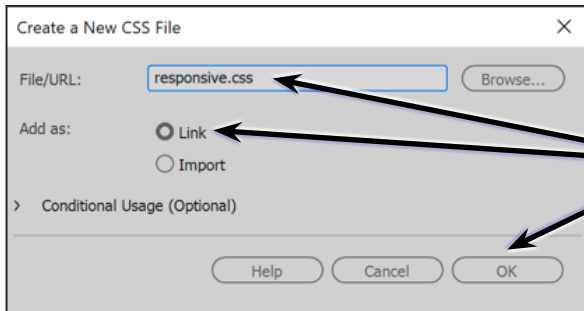 Create a New CSS File
File/URL: responsive.css Browse...
Add as: Link
Import
> Conditional Usage (Optional)
Help Cancel OK